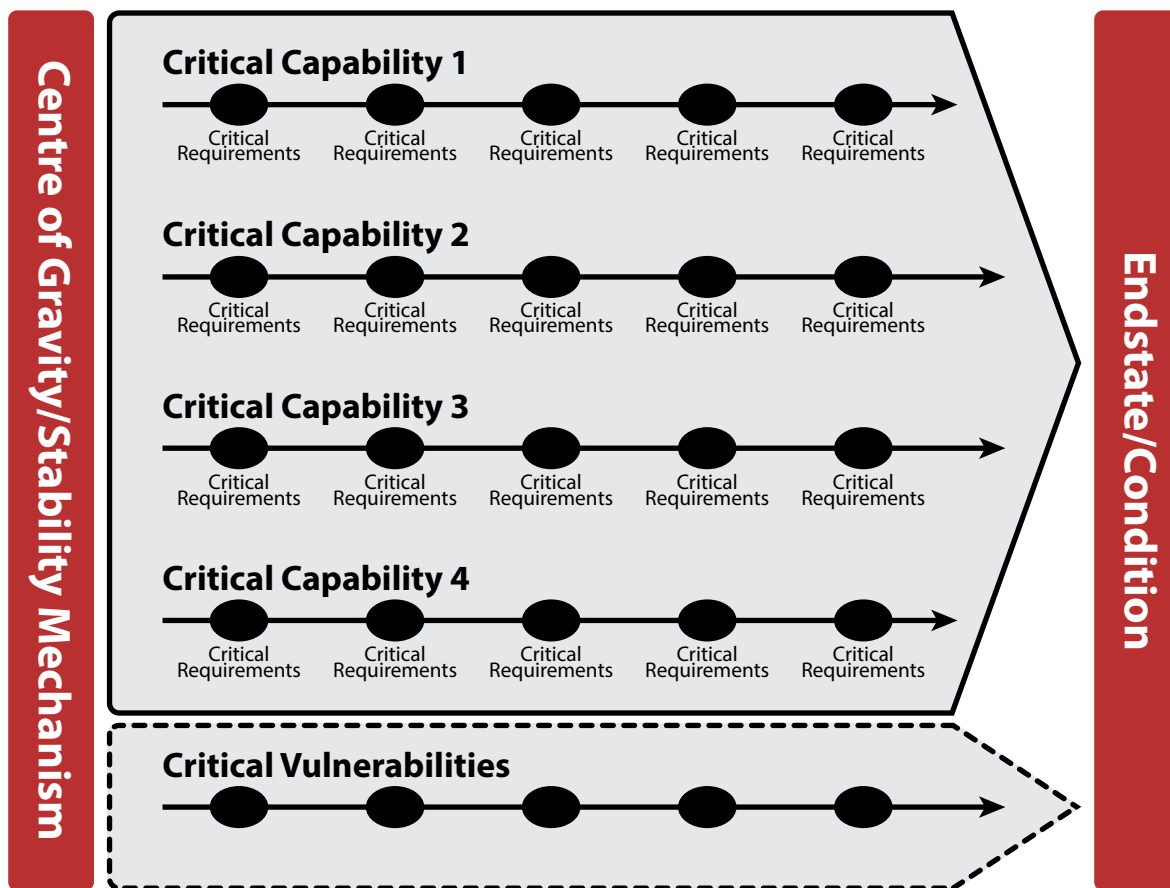 Centre of Gravity/Stability Mechanism
Critical Capability 1
Critical Critical Critical Critical Critical
Requirements Requirements Requirements Requirements Requirements
Critical Capability 2
Critical Critical Critical Critical Critical
Requirements Requirements Requirements Requirements Requirements
Critical Capability 3
Critical Critical Critical Critical Critical
Requirements Requirements Requirements Requirements Requirements
Critical Capability 4
Critical Critical Critical Critical Critical
Requirements Requirements Requirements Requirements Requirements
Critical Vulnerabilities
Endstate/Condition